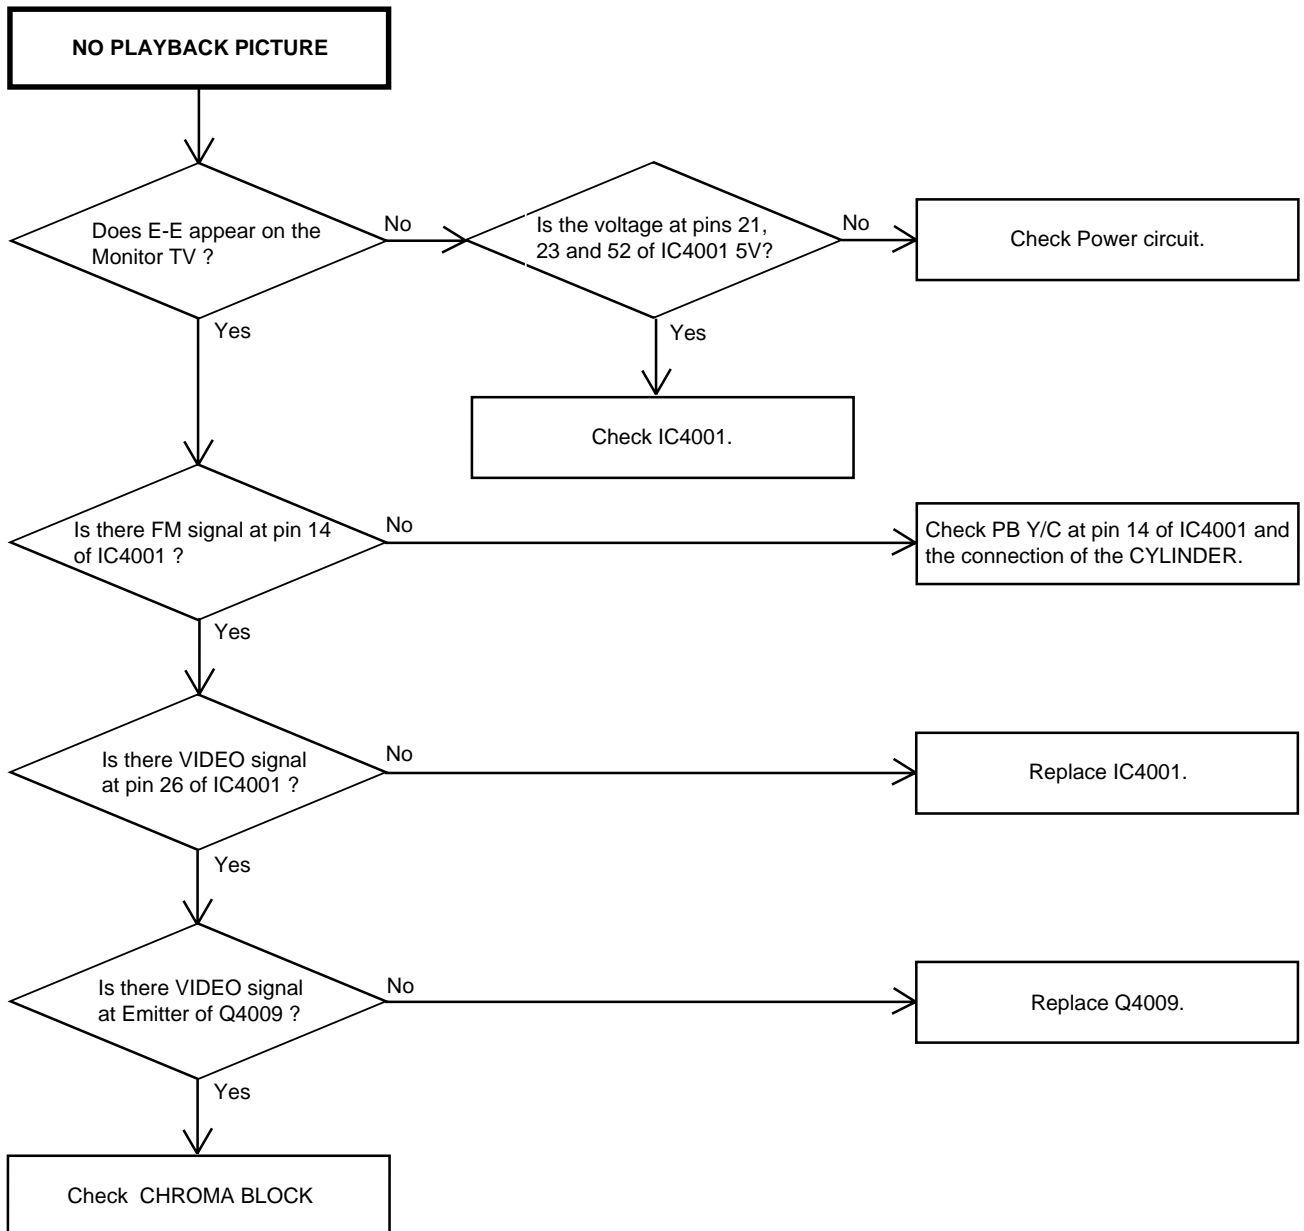 NO PLAYBACK PICTURE
Does E-E appear on the
Monitor TV ?
No
Is the voltage at pins 21,
23 and 52 of IC4001 5V?
No
Check Power circuit.
Yes
Yes
Check IC4001.
Is there FM signal at pin 14
of IC4001 ?
No
Check PB Y/C at pin 14 of IC4001 and
the connection of the CYLINDER.
Yes
Is there VIDEO signal
at pin 26 of IC4001 ?
No
Replace IC4001.
Yes
Is there VIDEO signal
at Emitter of Q4009 ?
No
Replace Q4009.
Yes
Check  CHROMA BLOCK